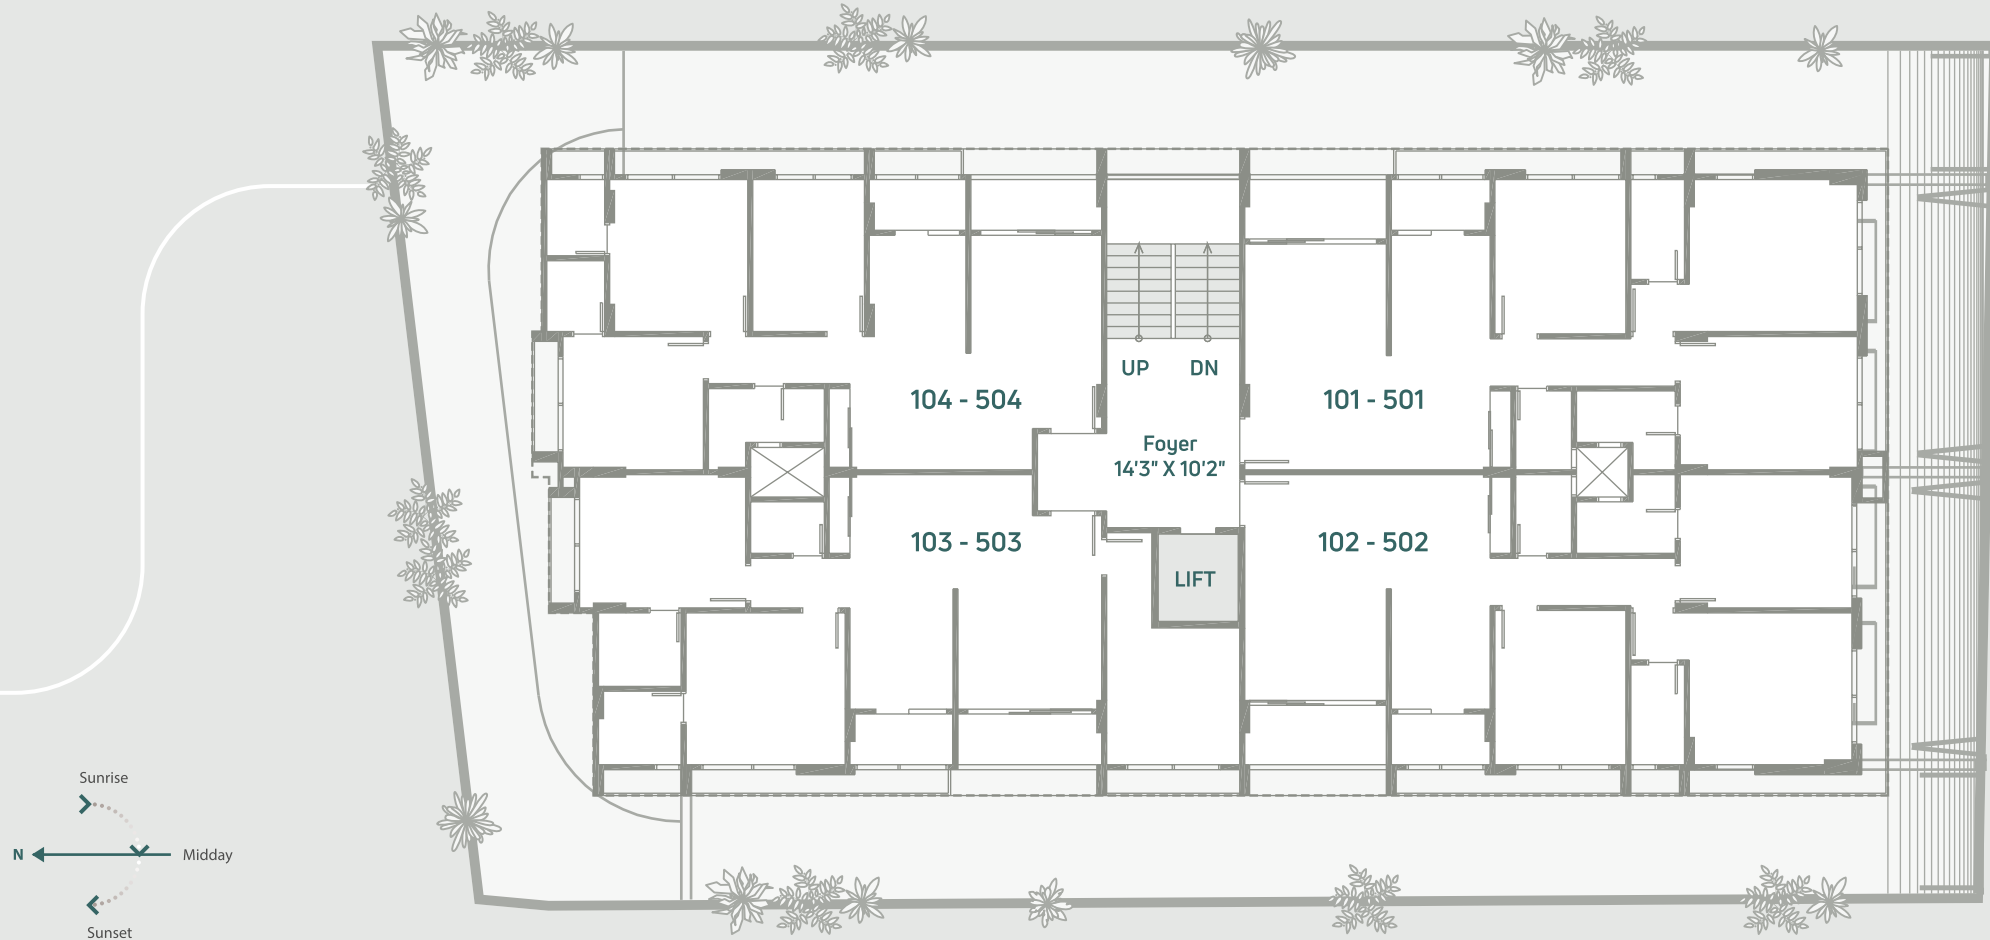 UP
DN
104 - 504
101 - 501
Foyer
14'3" X 10'2"
103 - 503
102 - 502
LIFT
Sunrise
N
Midday
Sunset